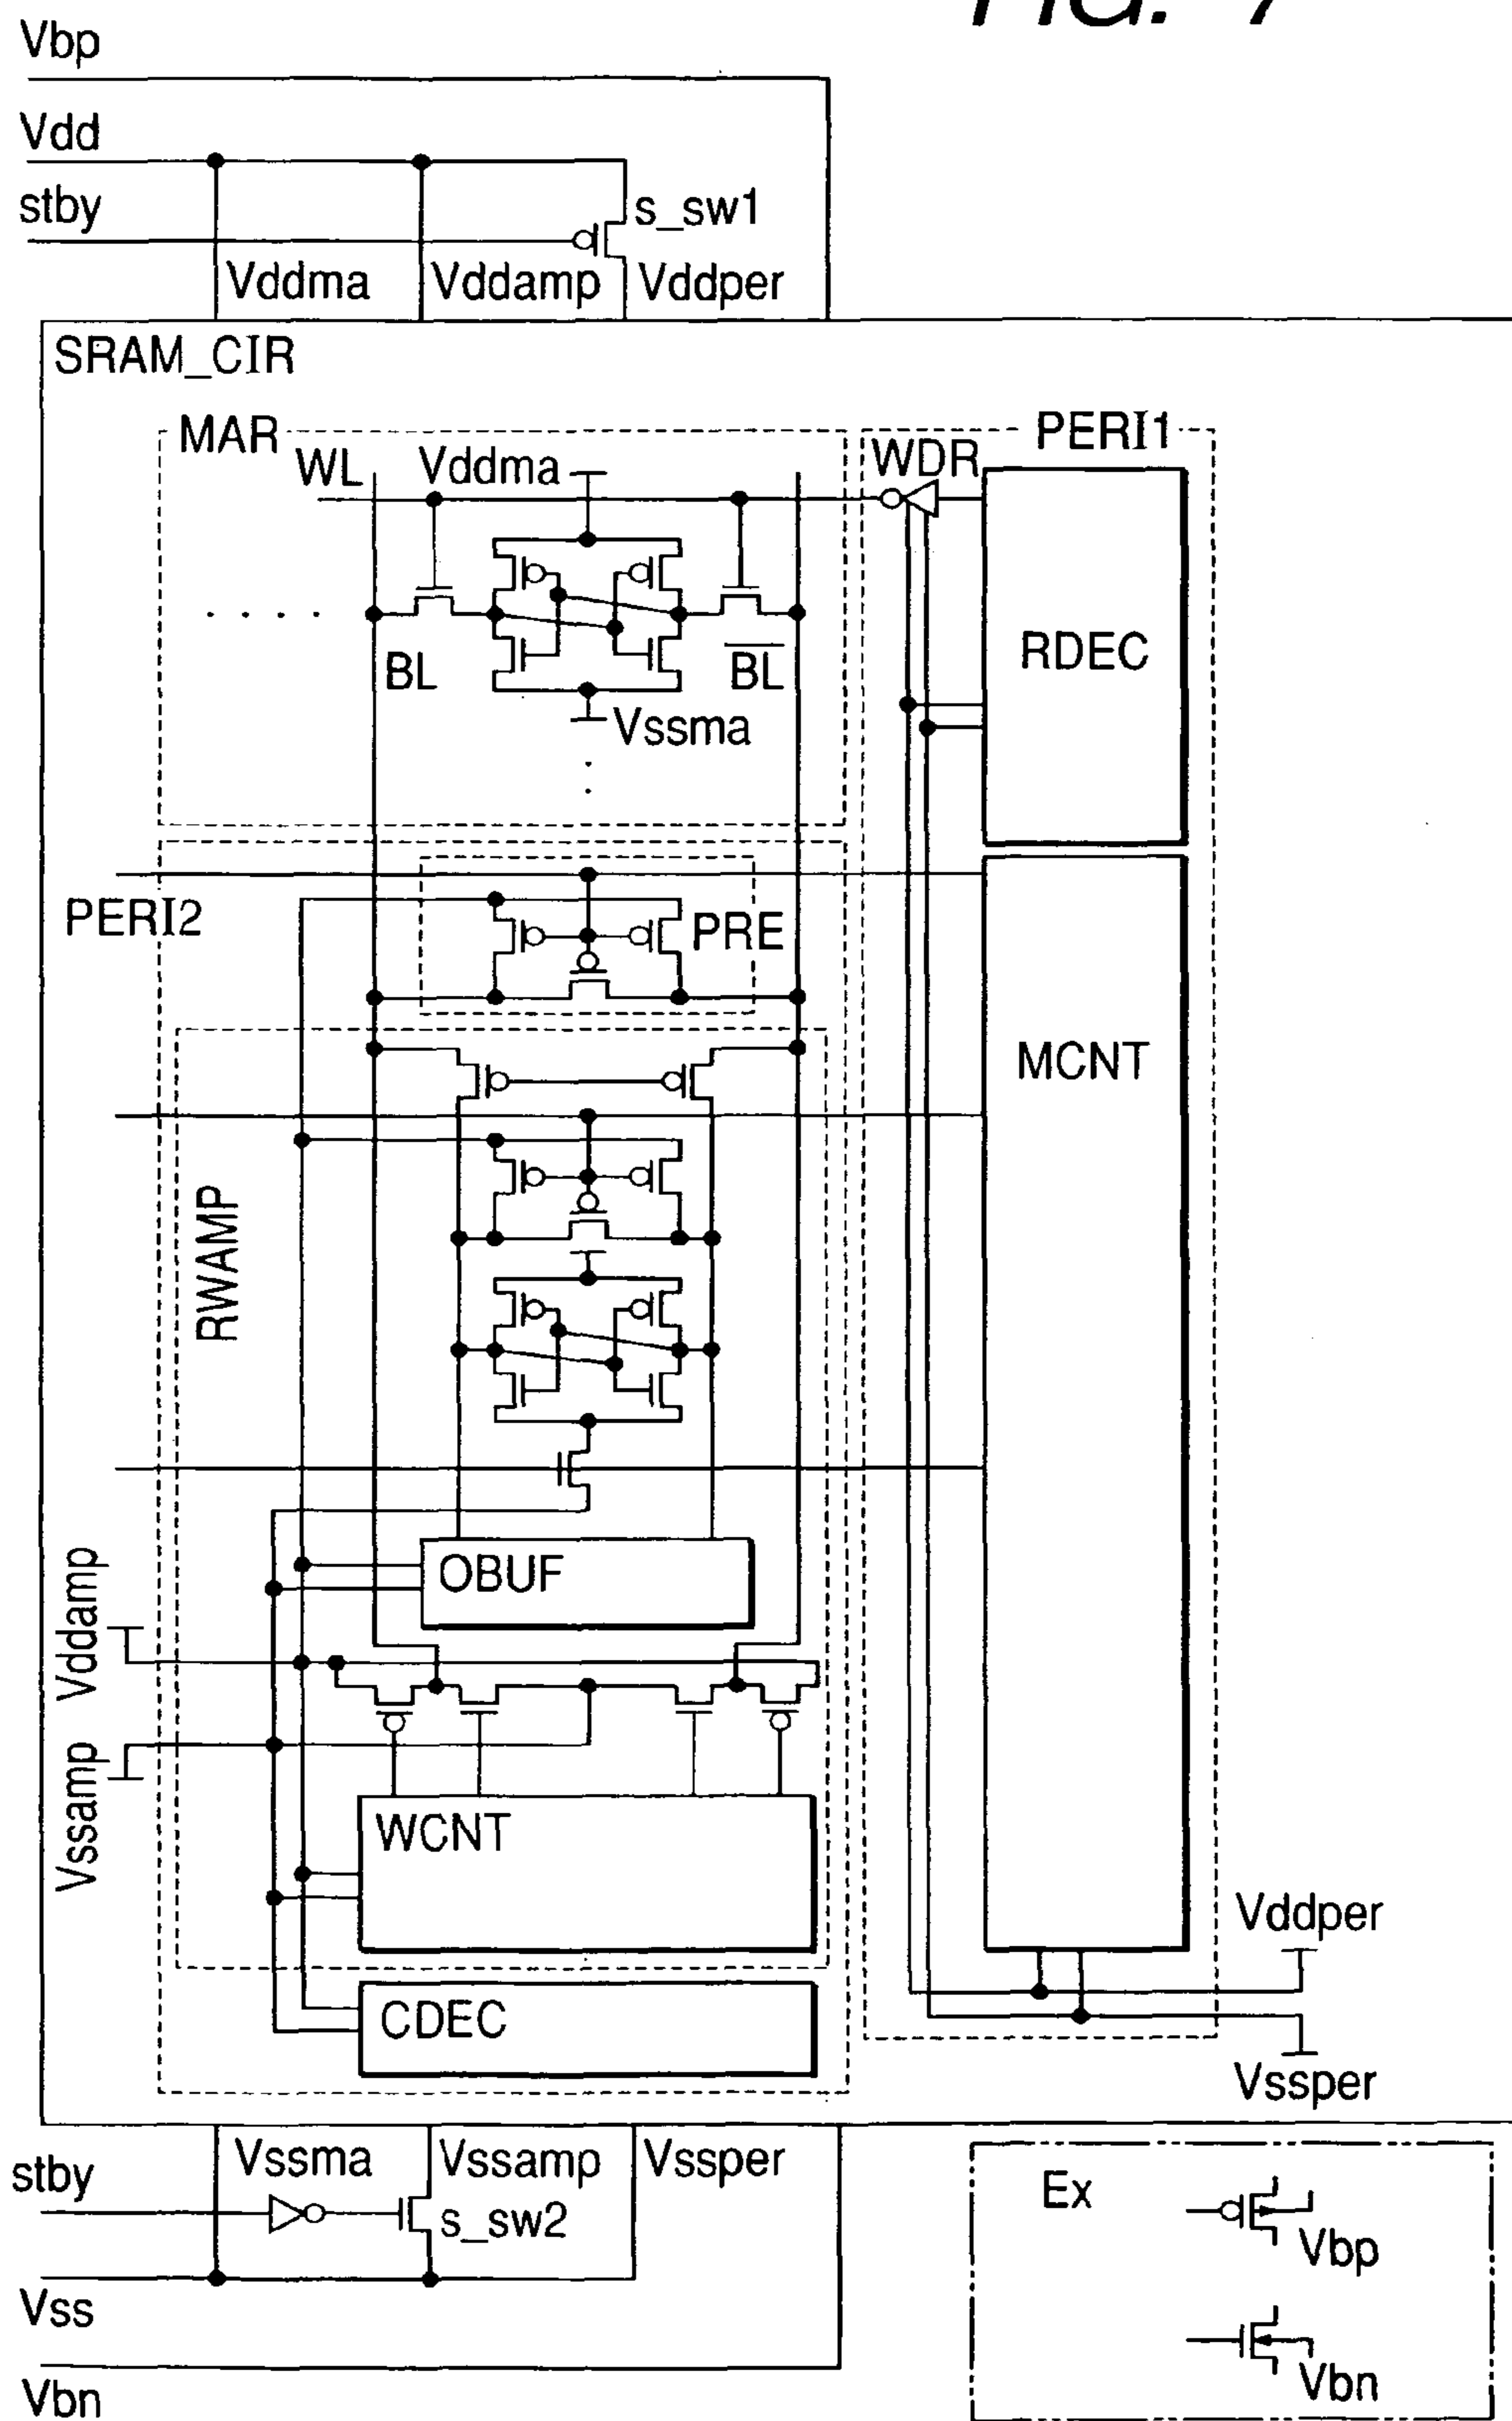 FIG. 7
Vbp
Vdd
stby
s_sw1
Vddma
Vddamp
Vddper
SRAM_CIR
MAR
PERI1
WL
Vddma
WDR
RDEC
BL
BL
Vssma
PERI2
PRE
MCNT
RWAMP
OBUF
Vddamp
Vssamp
WCNT
CDEC
Vddper
Vssper
stby
Vssma
Vssamp
Vssper
s_sw2
Vss
Vbn
Ex
Vbp
Vbn